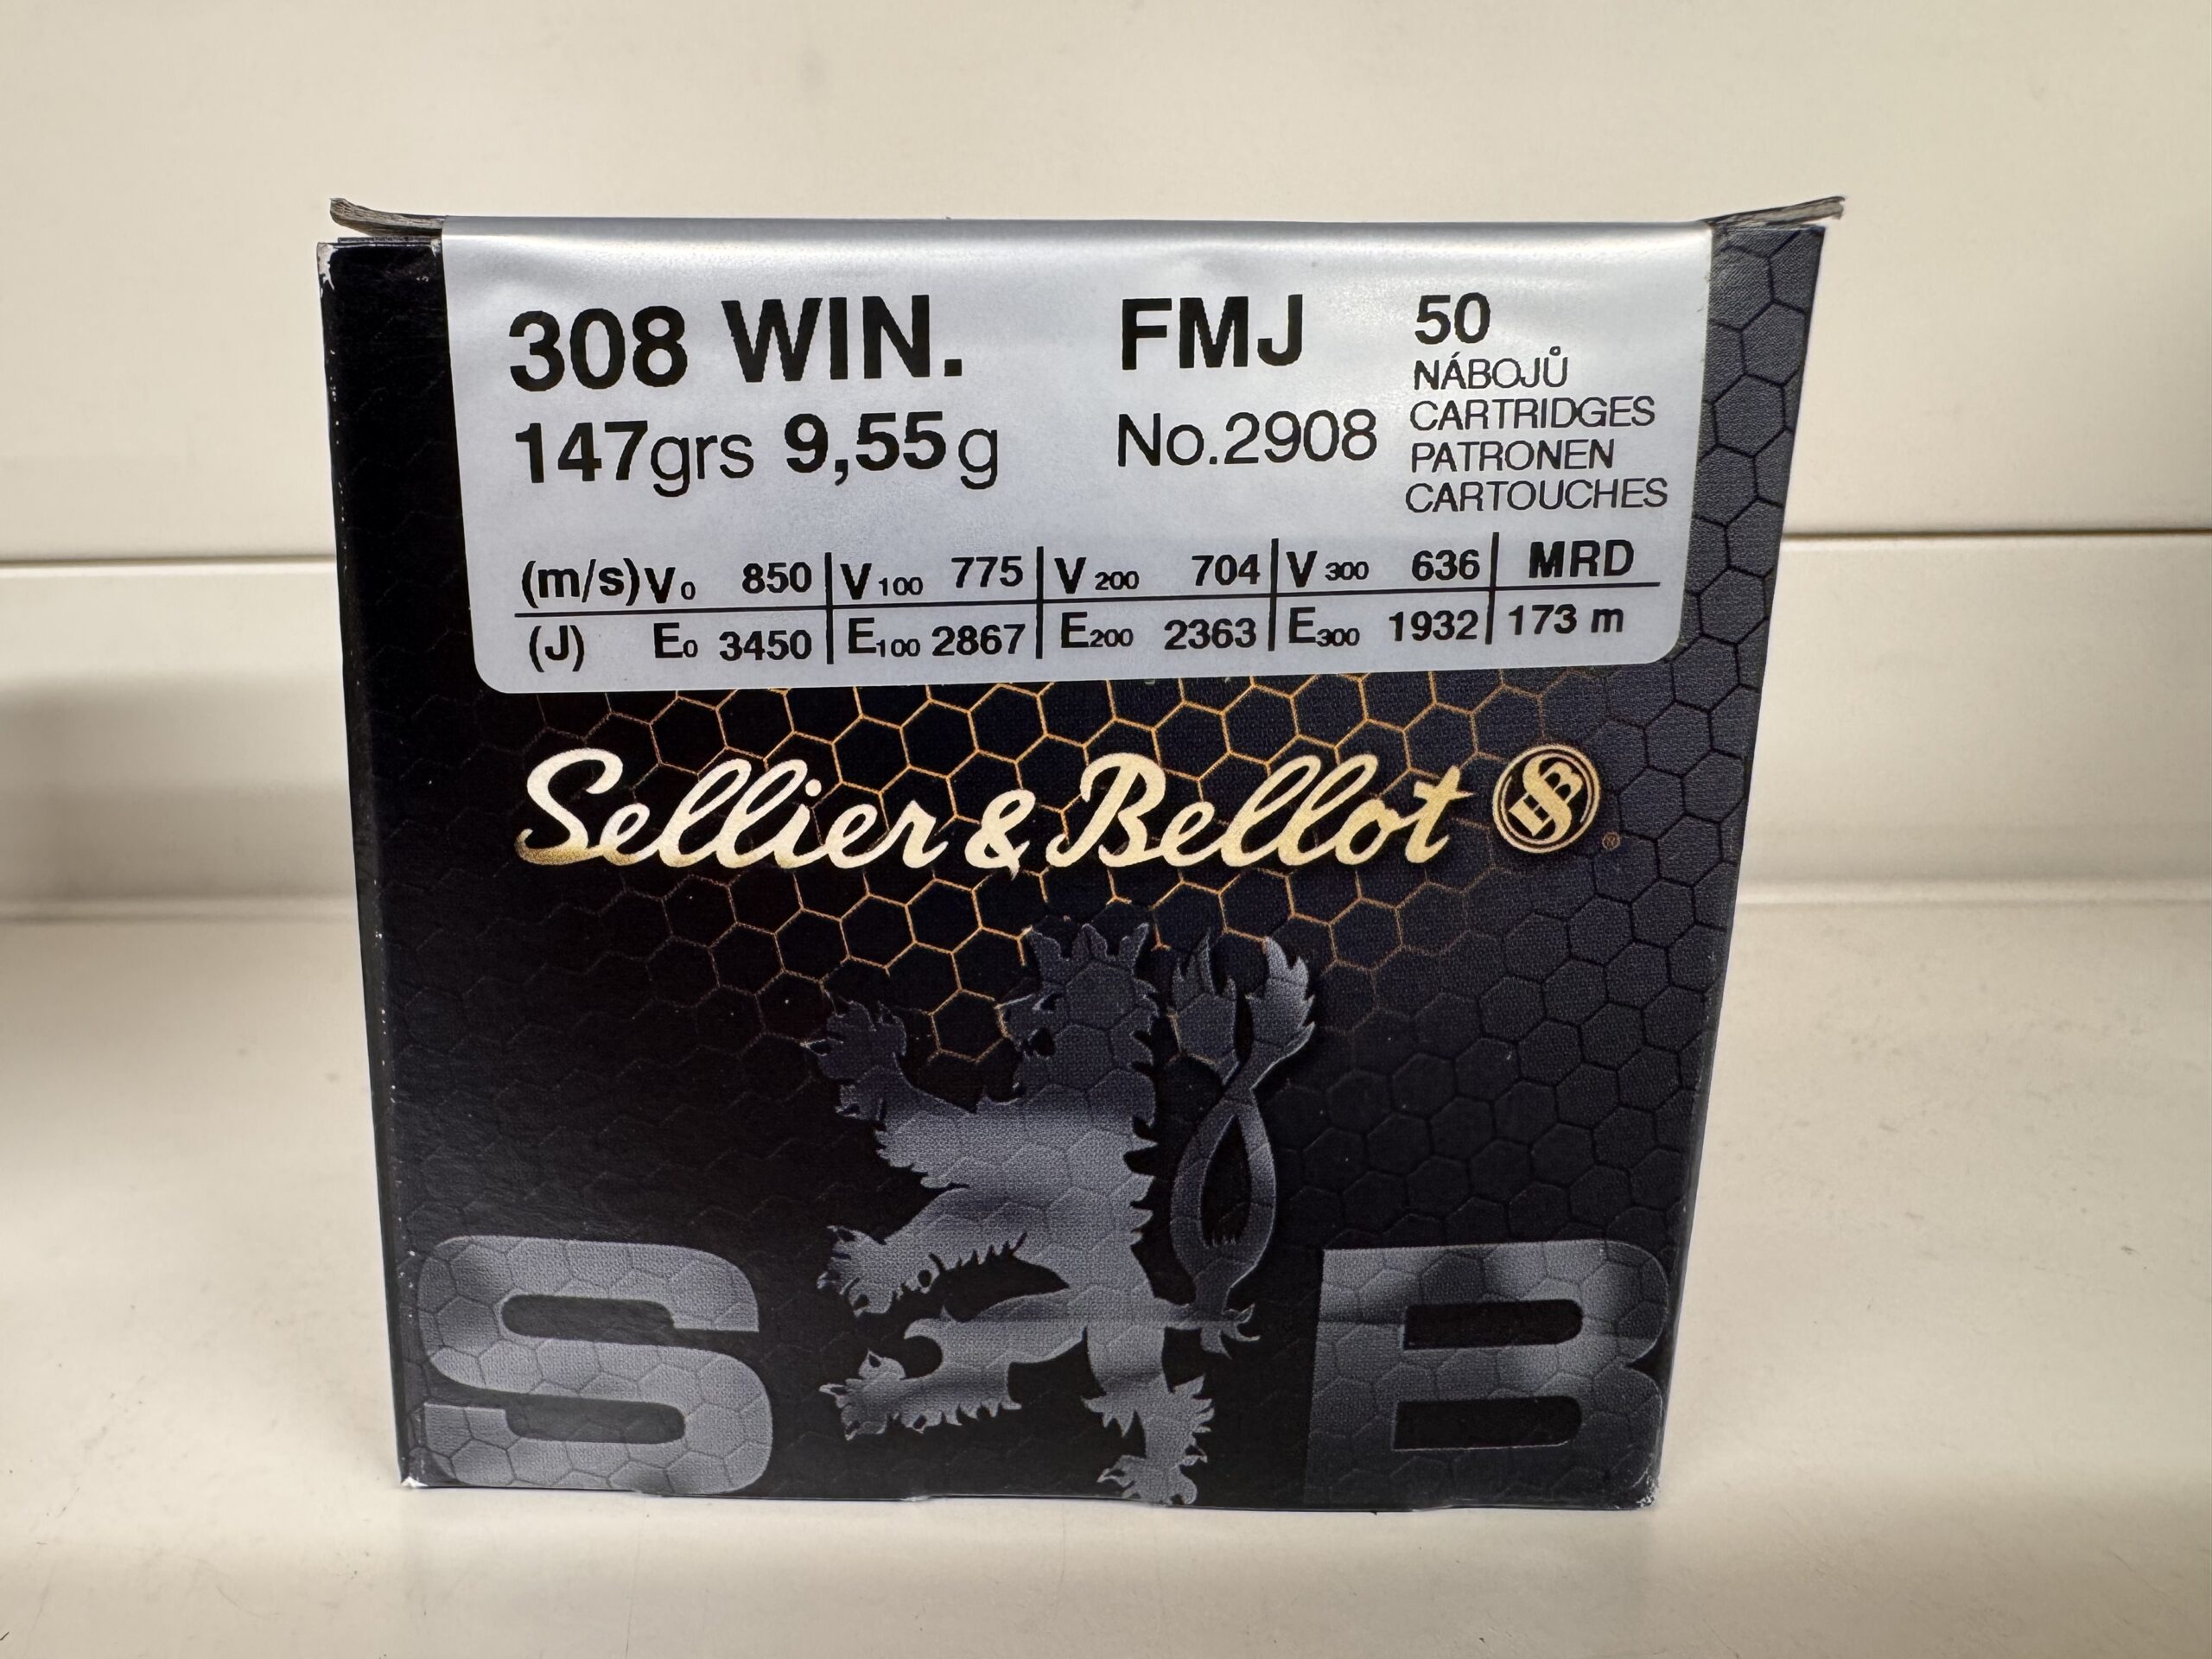 308 WIN. FMJ 50
NÁBOJŮ
147grs 9,55g No.2908 CARTRIDGES
PATRONEN
CARTOUCHES
(m/s) V0 850 | V100 775 | V200 704 | V300 636 | MRD
(J) E0 3450 | E100 2867 | E200 2363 | E300 1932 | 173 m
Sellier & Bellot SB ®
S B